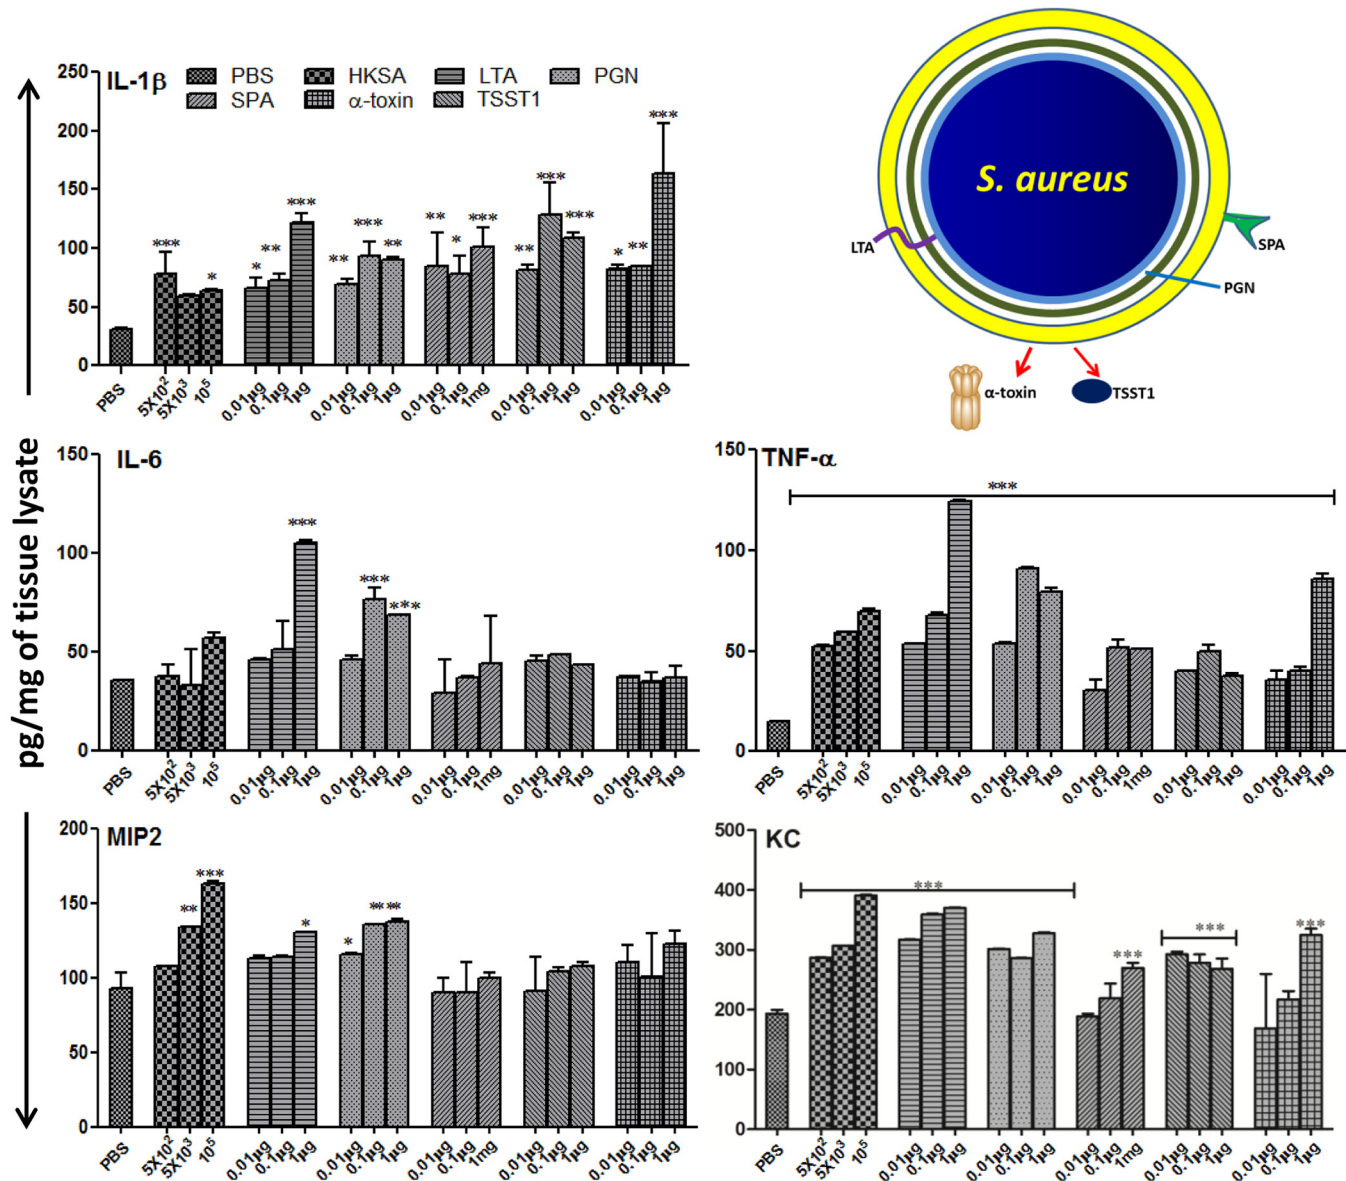 pg/mg of tissue lysate
IL-1β
PBS HKSA LTA PGN
SPA α-toxin TSST1
250
200
150
100
50
0
*** * * ** *** ** *** ** ** * *** ** *** *** * ** ***
PBS 5X10² 5X10³ 10⁵ 0.01µg 0.1µg 1µg 0.01µg 0.1µg 1µg 0.01µg 0.1µg 1mg 0.01µg 0.1µg 1µg 0.01µg 0.1µg 1µg
S. aureus
LTA
SPA
PGN
α-toxin
TSST1
IL-6
150
100
50
0
*** *** ***
PBS 5X10² 5X10³ 10⁵ 0.01µg 0.1µg 1µg 0.01µg 0.1µg 1µg 0.01µg 0.1µg 1mg 0.01µg 0.1µg 1µg 0.01µg 0.1µg 1µg
TNF-α
150
100
50
0
***
PBS 5X10² 5X10³ 10⁵ 0.01µg 0.1µg 1µg 0.01µg 0.1µg 1µg 0.01µg 0.1µg 1mg 0.01µg 0.1µg 1µg 0.01µg 0.1µg 1µg
MIP2
200
150
100
50
0
** *** * * ** **
PBS 5X10² 5X10³ 10⁵ 0.01µg 0.1µg 1µg 0.01µg 0.1µg 1µg 0.01µg 0.1µg 1mg 0.01µg 0.1µg 1µg 0.01µg 0.1µg 1µg
KC
500
400
300
200
100
0
*** *** *** ***
PBS 5X10² 5X10³ 10⁵ 0.01µg 0.1µg 1µg 0.01µg 0.1µg 1µg 0.01µg 0.1µg 1mg 0.01µg 0.1µg 1µg 0.01µg 0.1µg 1µg